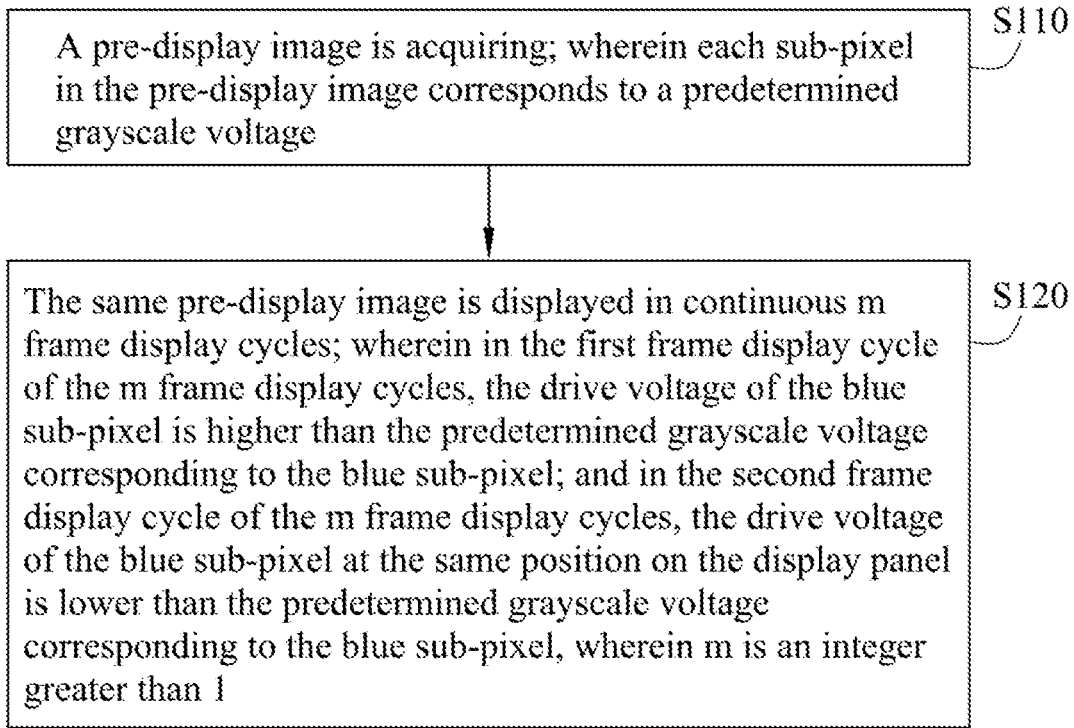 S110
A pre-display image is acquiring; wherein each sub-pixel
in the pre-display image corresponds to a predetermined
grayscale voltage
S120
The same pre-display image is displayed in continuous m
frame display cycles; wherein in the first frame display cycle
of the m frame display cycles, the drive voltage of the blue
sub-pixel is higher than the predetermined grayscale voltage
corresponding to the blue sub-pixel; and in the second frame
display cycle of the m frame display cycles, the drive voltage
of the blue sub-pixel at the same position on the display panel
is lower than the predetermined grayscale voltage
corresponding to the blue sub-pixel, wherein m is an integer
greater than 1